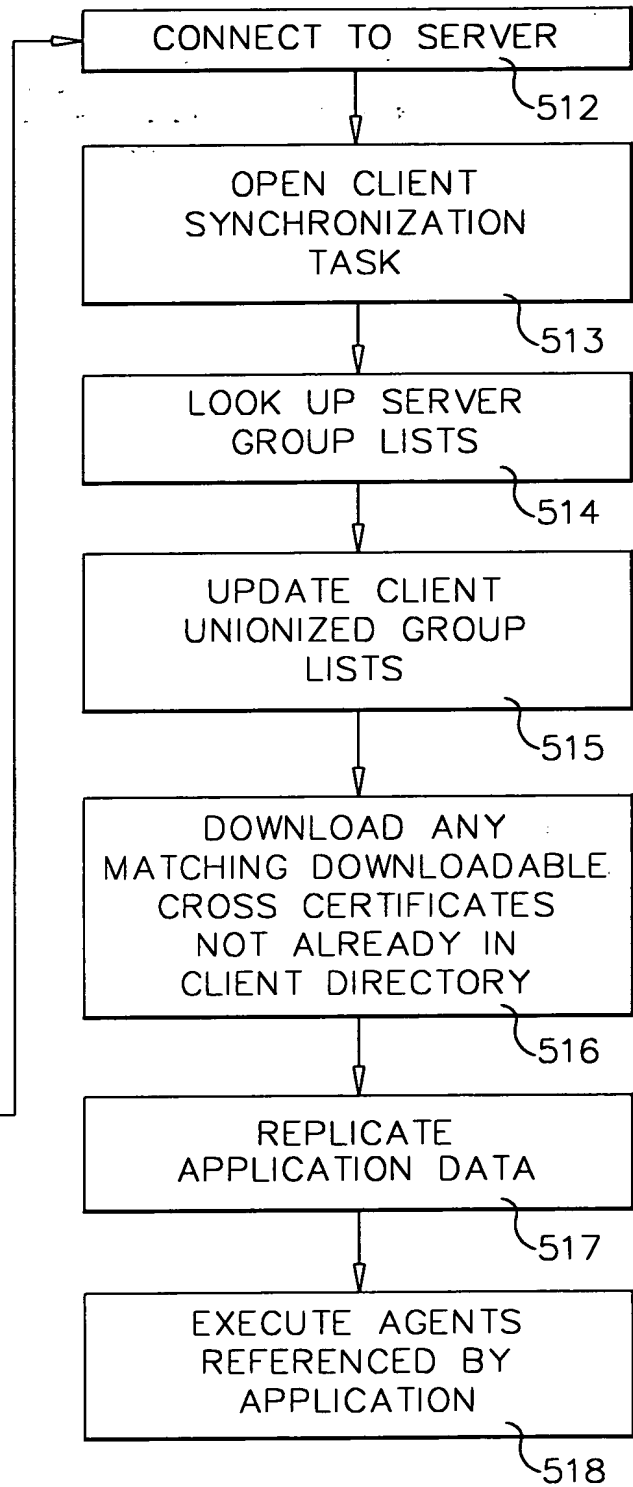 CONNECT TO SERVER
512
OPEN CLIENT
SYNCHRONIZATION
TASK
513
LOOK UP SERVER
GROUP LISTS
514
UPDATE CLIENT
UNIONIZED GROUP
LISTS
515
DOWNLOAD ANY
MATCHING DOWNLOADABLE
CROSS CERTIFICATES
NOT ALREADY IN
CLIENT DIRECTORY
516
REPLICATE
APPLICATION DATA
517
EXECUTE AGENTS
REFERENCED BY
APPLICATION
518